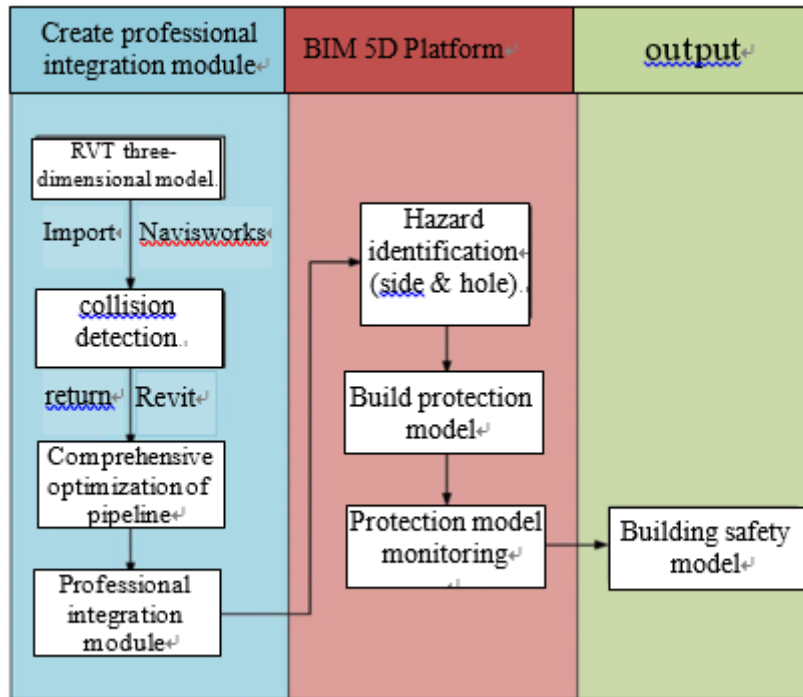 Create professional
integration module
BIM 5D Platform
output
RVT three-
dimensional model.
Import Navisworks
collision
detection.
return Revit
Comprehensive
optimization of
pipeline
Professional
integration
module
Hazard
identification
(side & hole).
Build protection
model
Protection model
monitoring
Building safety
model